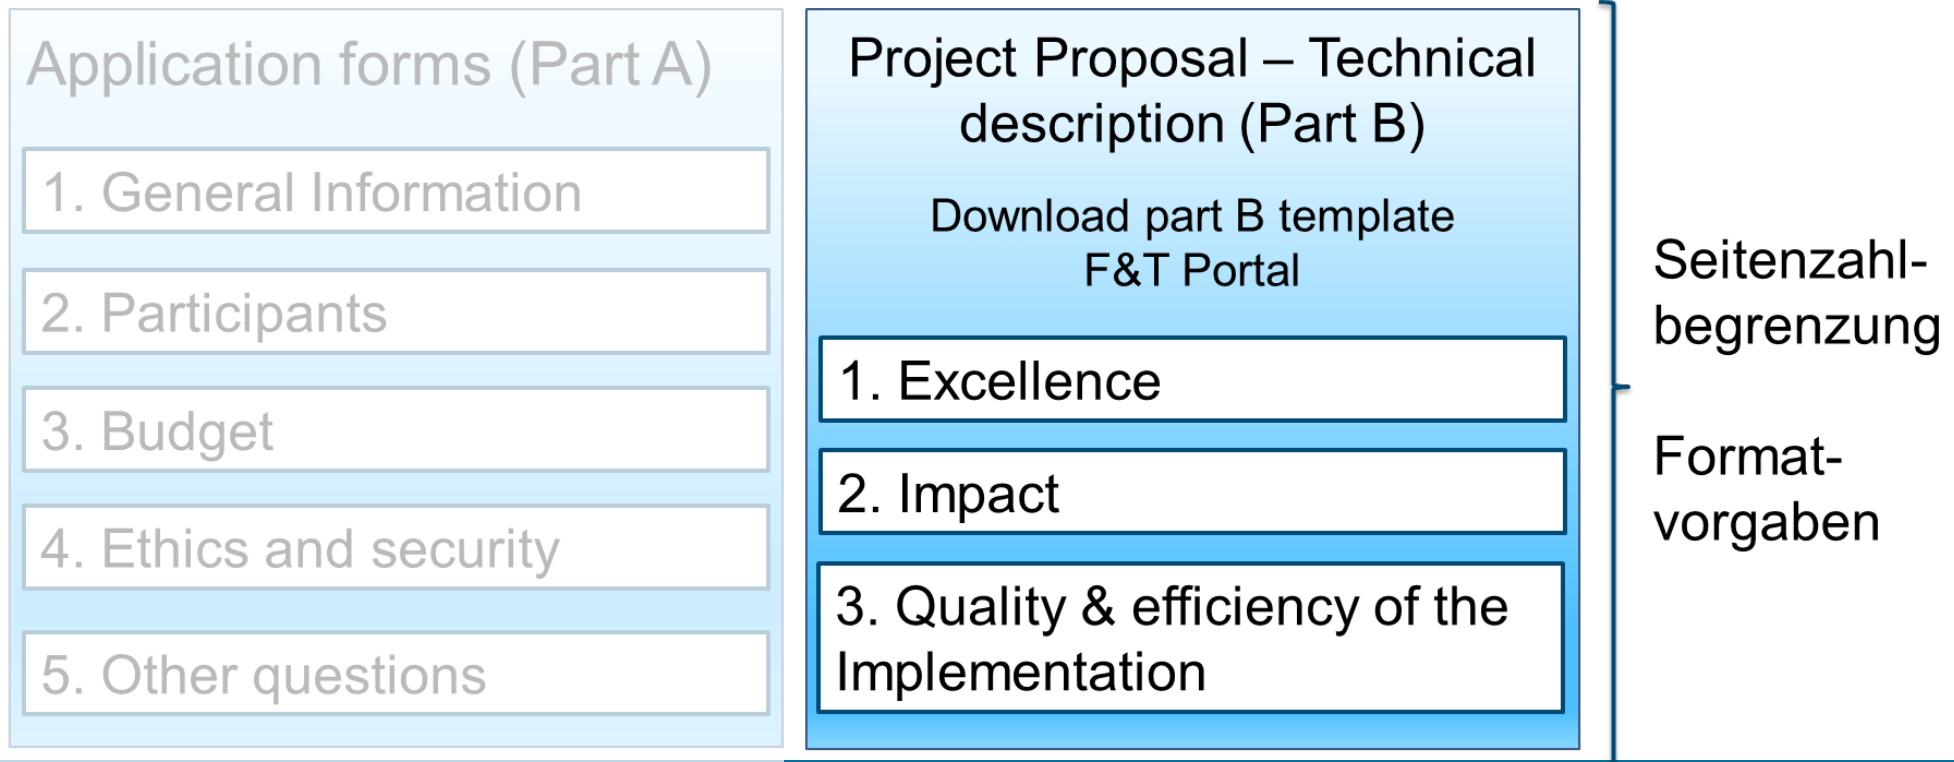 Application forms (Part A)
1. General Information
2. Participants
3. Budget
4. Ethics and security
5. Other questions
Project Proposal – Technical
description (Part B)
Download part B template
F&T Portal
1. Excellence
2. Impact
3. Quality & efficiency of the
Implementation
Seitenzahl-
begrenzung
Format-
vorgaben